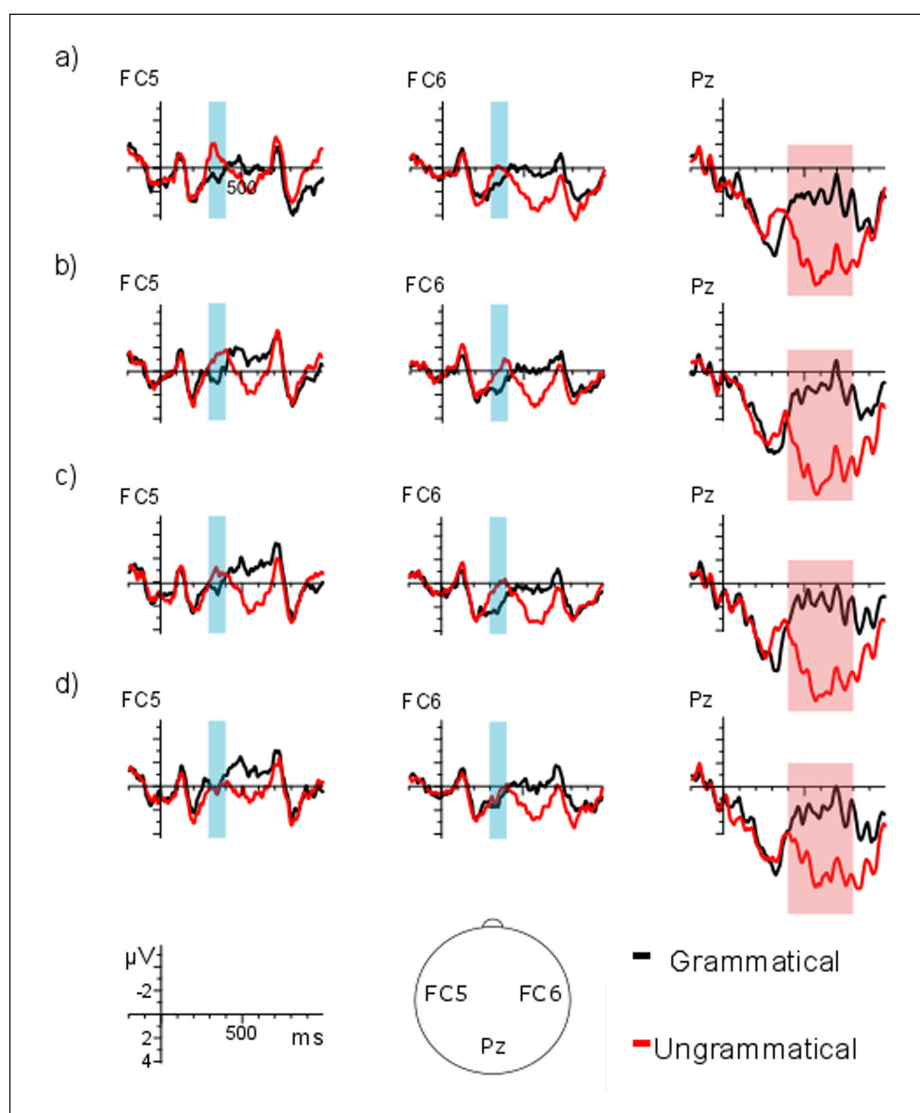 a)
FC5
FC6
Pz
500
b)
FC5
FC6
Pz
c)
FC5
FC6
Pz
d)
FC5
FC6
Pz
µV
-2
2
4
500
ms
FC5
FC6
Pz
Grammatical
Ungrammatical